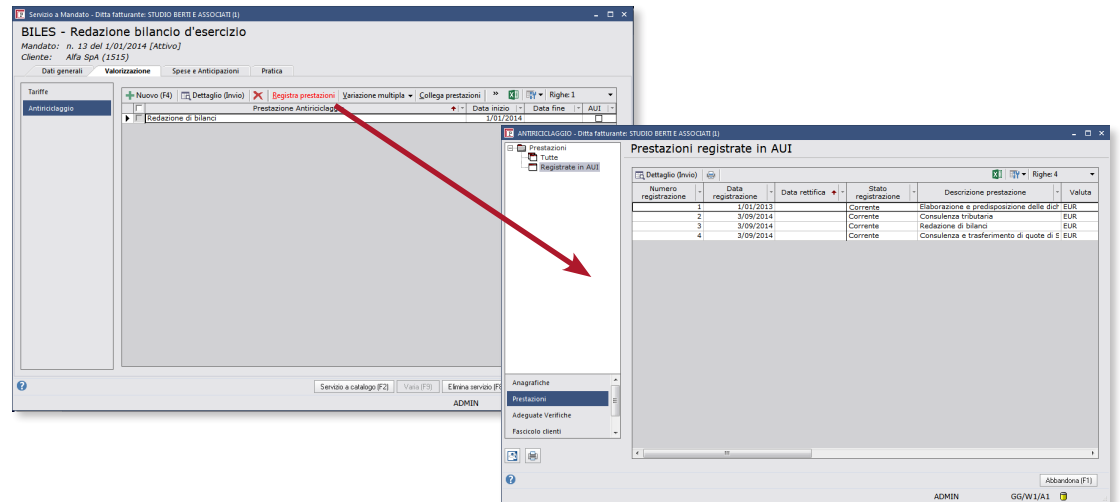 Servizio a Mandato - Ditta fatturante: STUDIO BERTI E ASSOCIATI (1)
BILES - Redazione bilancio d'esercizio
Mandato: n. 13 del 1/01/2014 [Attivo]
Cliente: Alfa SpA (1515)
Dati generali Valorizzazione Spese e Anticipazioni Pratica
Tariffe
Antiriciclaggio
Nuovo (F4) Dettaglio (Invio) Registra prestazioni Variazione multipla Collega prestazioni » Righe: 1
Prestazione Antiriciclaggio Data inizio Data fine AUI
Redazione di bilanci 1/01/2014
Servizio a catalogo (F2) Varia (F9) Elimina servizio (F8
ADMIN
ANTIRICICLAGGIO - Ditta fatturante: STUDIO BERTI E ASSOCIATI (1)
Prestazioni
Tutte
Registrate in AUI
Anagrafiche
Prestazioni
Adeguate Verifiche
Fascicolo clienti
Prestazioni registrate in AUI
Dettaglio (Invio) Righe: 4
Numero registrazione Data registrazione Data rettifica Stato registrazione Descrizione prestazione Valuta
1 1/01/2013 Corrente Elaborazione e predisposizione delle dich EUR
2 3/09/2014 Corrente Consulenza tributaria EUR
3 3/09/2014 Corrente Redazione di bilanci EUR
4 3/09/2014 Corrente Consulenza e trasferimento di quote di S EUR
Abbandona (F1)
ADMIN GG/W1/A1